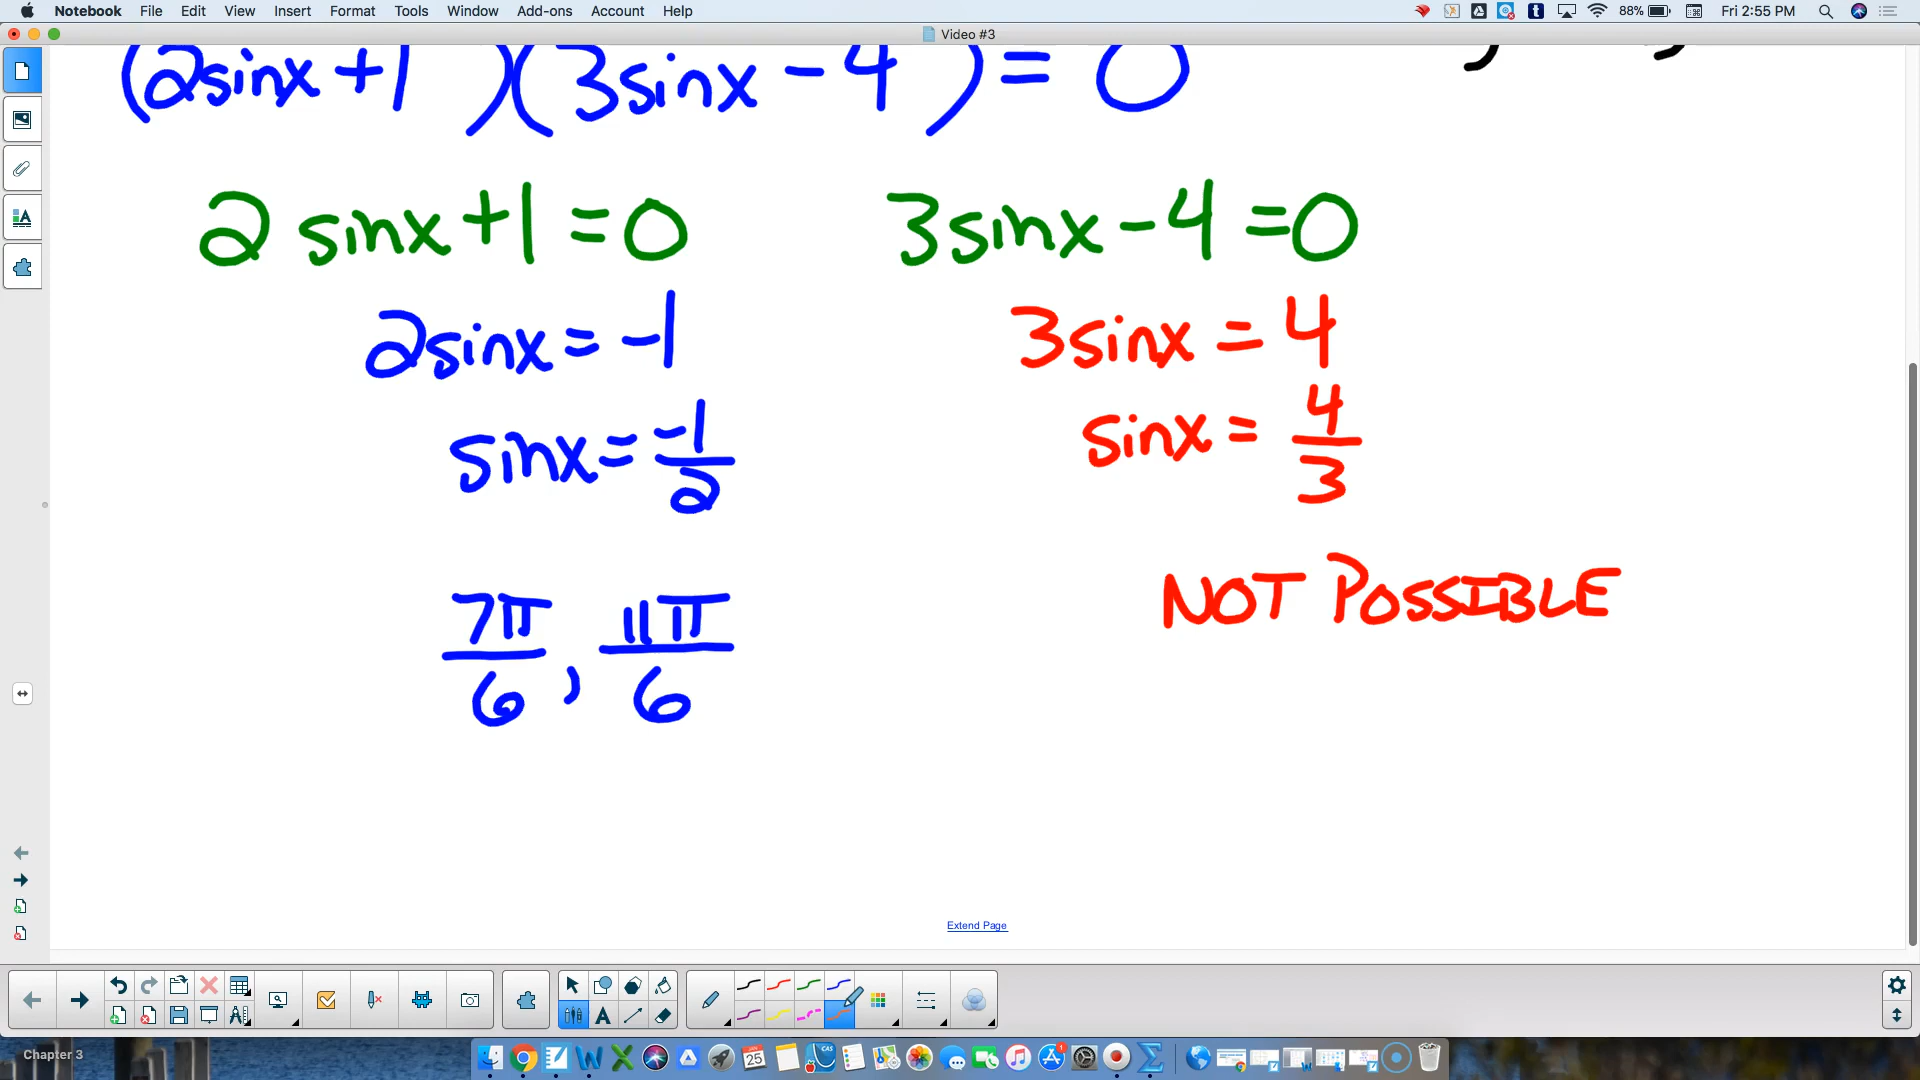 Notebook File Edit View Insert Format Tools Window Add-ons Account Help 88% Fri 2:55 PM
Video #3
(2sinx+1)(3sinx-4)=0
2 sinx+1=0 3sinx-4=0
2sinx=-1 3sinx=4
sinx=-1/2 sinx=4/3
7π/6, 11π/6 NOT POSSIBLE
Extend Page
Chapter 3